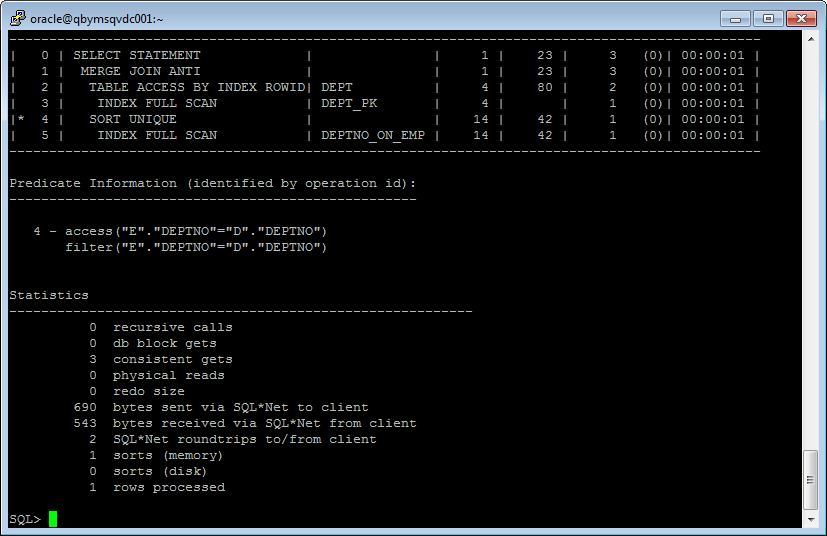 oracle@qbymsqvdc001:~
----------------------------------------------------------------------------------------------
|   0 | SELECT STATEMENT             |               |     1 |    23 |     3   (0)| 00:00:01 |
|   1 |  MERGE JOIN ANTI             |               |     1 |    23 |     3   (0)| 00:00:01 |
|   2 |   TABLE ACCESS BY INDEX ROWID| DEPT          |     4 |    80 |     2   (0)| 00:00:01 |
|   3 |    INDEX FULL SCAN           | DEPT_PK       |     4 |       |     1   (0)| 00:00:01 |
|*  4 |   SORT UNIQUE                |               |    14 |    42 |     1   (0)| 00:00:01 |
|   5 |    INDEX FULL SCAN           | DEPTNO_ON_EMP |    14 |    42 |     1   (0)| 00:00:01 |
----------------------------------------------------------------------------------------------
Predicate Information (identified by operation id):
---------------------------------------------------
   4 - access("E"."DEPTNO"="D"."DEPTNO")
       filter("E"."DEPTNO"="D"."DEPTNO")
Statistics
----------------------------------------------------------
          0  recursive calls
          0  db block gets
          3  consistent gets
          0  physical reads
          0  redo size
        690  bytes sent via SQL*Net to client
        543  bytes received via SQL*Net from client
          2  SQL*Net roundtrips to/from client
          1  sorts (memory)
          0  sorts (disk)
          1  rows processed
SQL>